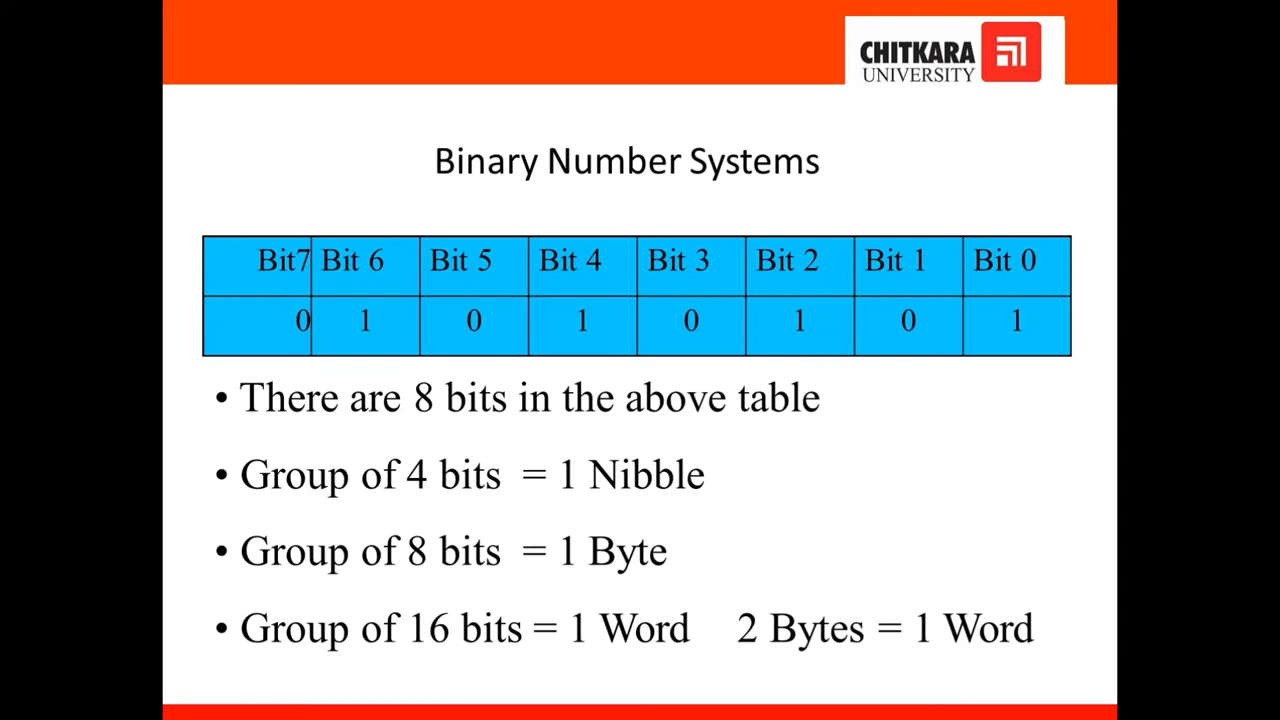 CHITKARA
UNIVERSITY
Binary Number Systems
Bit7 Bit 6 Bit 5 Bit 4 Bit 3 Bit 2 Bit 1 Bit 0
0 1 0 1 0 1 0 1
• There are 8 bits in the above table
• Group of 4 bits = 1 Nibble
• Group of 8 bits = 1 Byte
• Group of 16 bits = 1 Word 2 Bytes = 1 Word